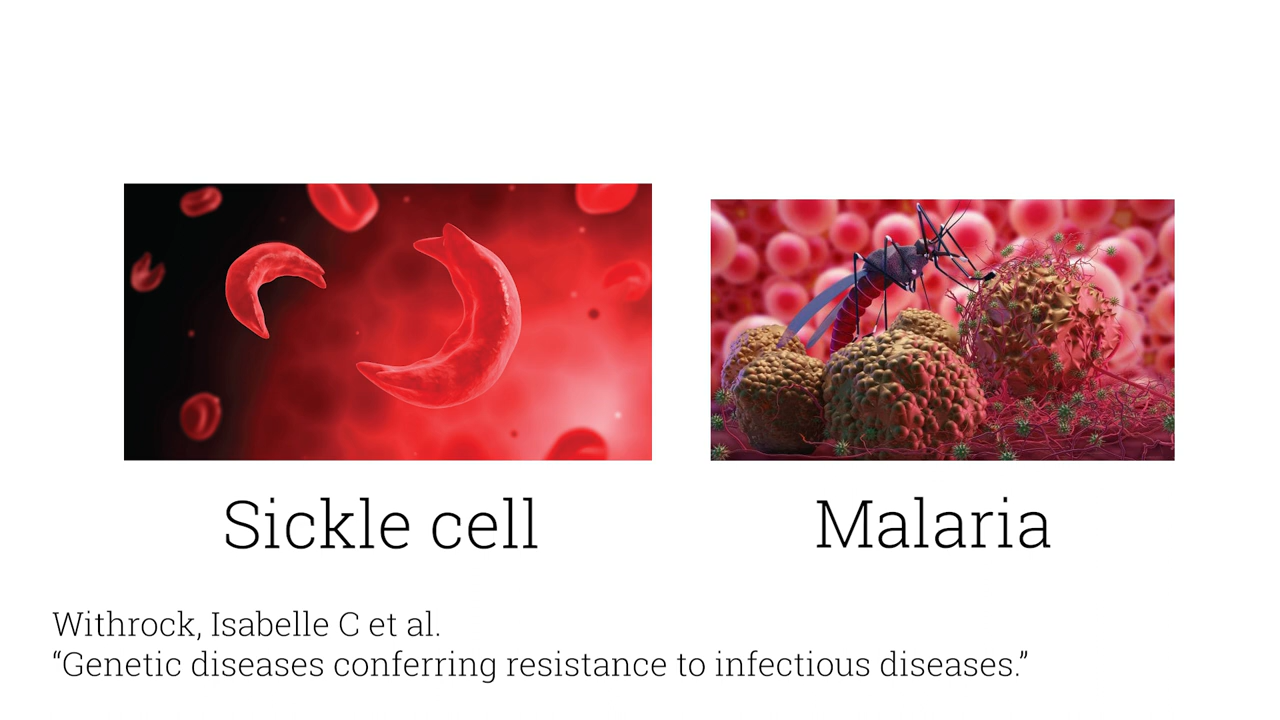 Sickle cell
Malaria
Withrock, Isabelle C et al.
“Genetic diseases conferring resistance to infectious diseases.”